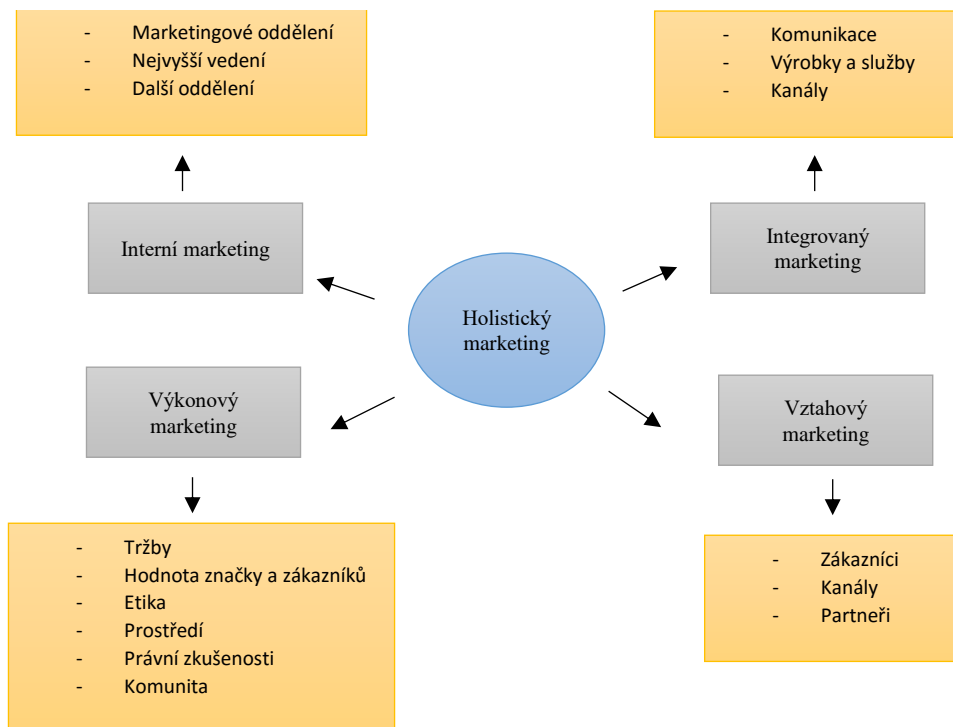 - Marketingové oddělení
- Nejvyšší vedení
- Další oddělení
- Komunikace
- Výrobky a služby
- Kanály
Interní marketing
Integrovaný
marketing
Holistický
marketing
Výkonový
marketing
Vztahový
marketing
- Tržby
- Hodnota značky a zákazníků
- Etika
- Prostředí
- Právní zkušenosti
- Komunita
- Zákazníci
- Kanály
- Partneři